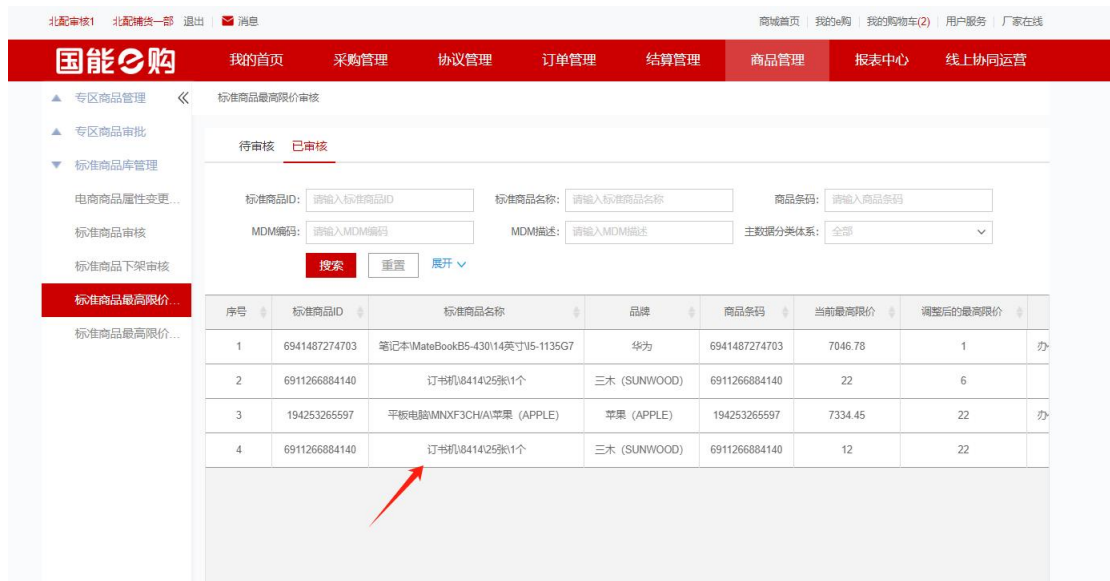 北配审核1 北配铺货一部 退出 消息 商城首页 我的e购 我的购物车(2) 用户服务 厂家在线
国能e购 我的首页 采购管理 协议管理 订单管理 结算管理 商品管理 报表中心 线上协同运营
专区商品管理 标准商品最高限价审核
专区商品审批
待审核 已审核
标准商品库管理
电商商品属性变更... 标准商品ID: 请输入标准商品ID 标准商品名称: 请输入标准商品名称 商品条码: 请输入商品条码
标准商品审核 MDM编码: 请输入MDM编码 MDM描述: 请输入MDM描述 主数据分类体系: 全部
标准商品下架审核 搜索 重置 展开
标准商品最高限价...
序号 标准商品ID 标准商品名称 品牌 商品条码 当前最高限价 调整后的最高限价
标准商品最高限价...
1 6941487274703 笔记本\MateBookB5-430\14英寸\I5-1135G7 华为 6941487274703 7046.78 1 办
2 6911266884140 订书机\8414\25张\1个 三木（SUNWOOD） 6911266884140 22 6
3 194253265597 平板电脑\MNXF3CH/A\苹果（APPLE） 苹果（APPLE） 194253265597 7334.45 22 办
4 6911266884140 订书机\8414\25张\1个 三木（SUNWOOD） 6911266884140 12 22